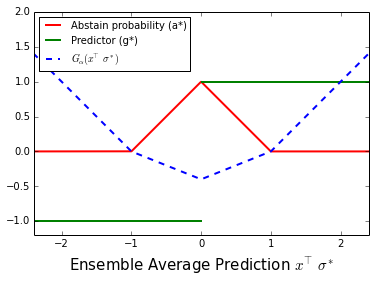 2.0
1.5
1.0
0.5
0.0
−0.5
−1.0
Abstain probability (a*)
Predictor (g*)
G_α(x^⊤ σ*)
−2 −1 0 1 2
Ensemble Average Prediction x^⊤ σ*